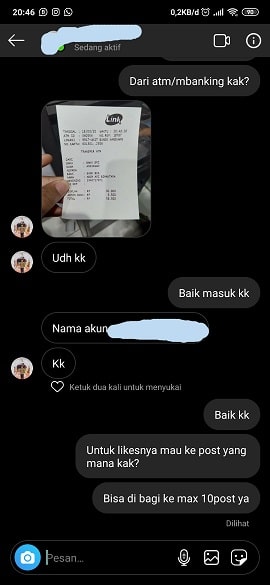 20:46
0,2KB/d
Sedang aktif
Dari atm/mbanking kak?
Link
TRANSFER ATM
Udh kk
Baik masuk kk
Nama akun
Kk
Ketuk dua kali untuk menyukai
Baik kk
Untuk likesnya mau ke post yang
mana kak?
Bisa di bagi ke max 10post ya
Dilihat
Pesan...